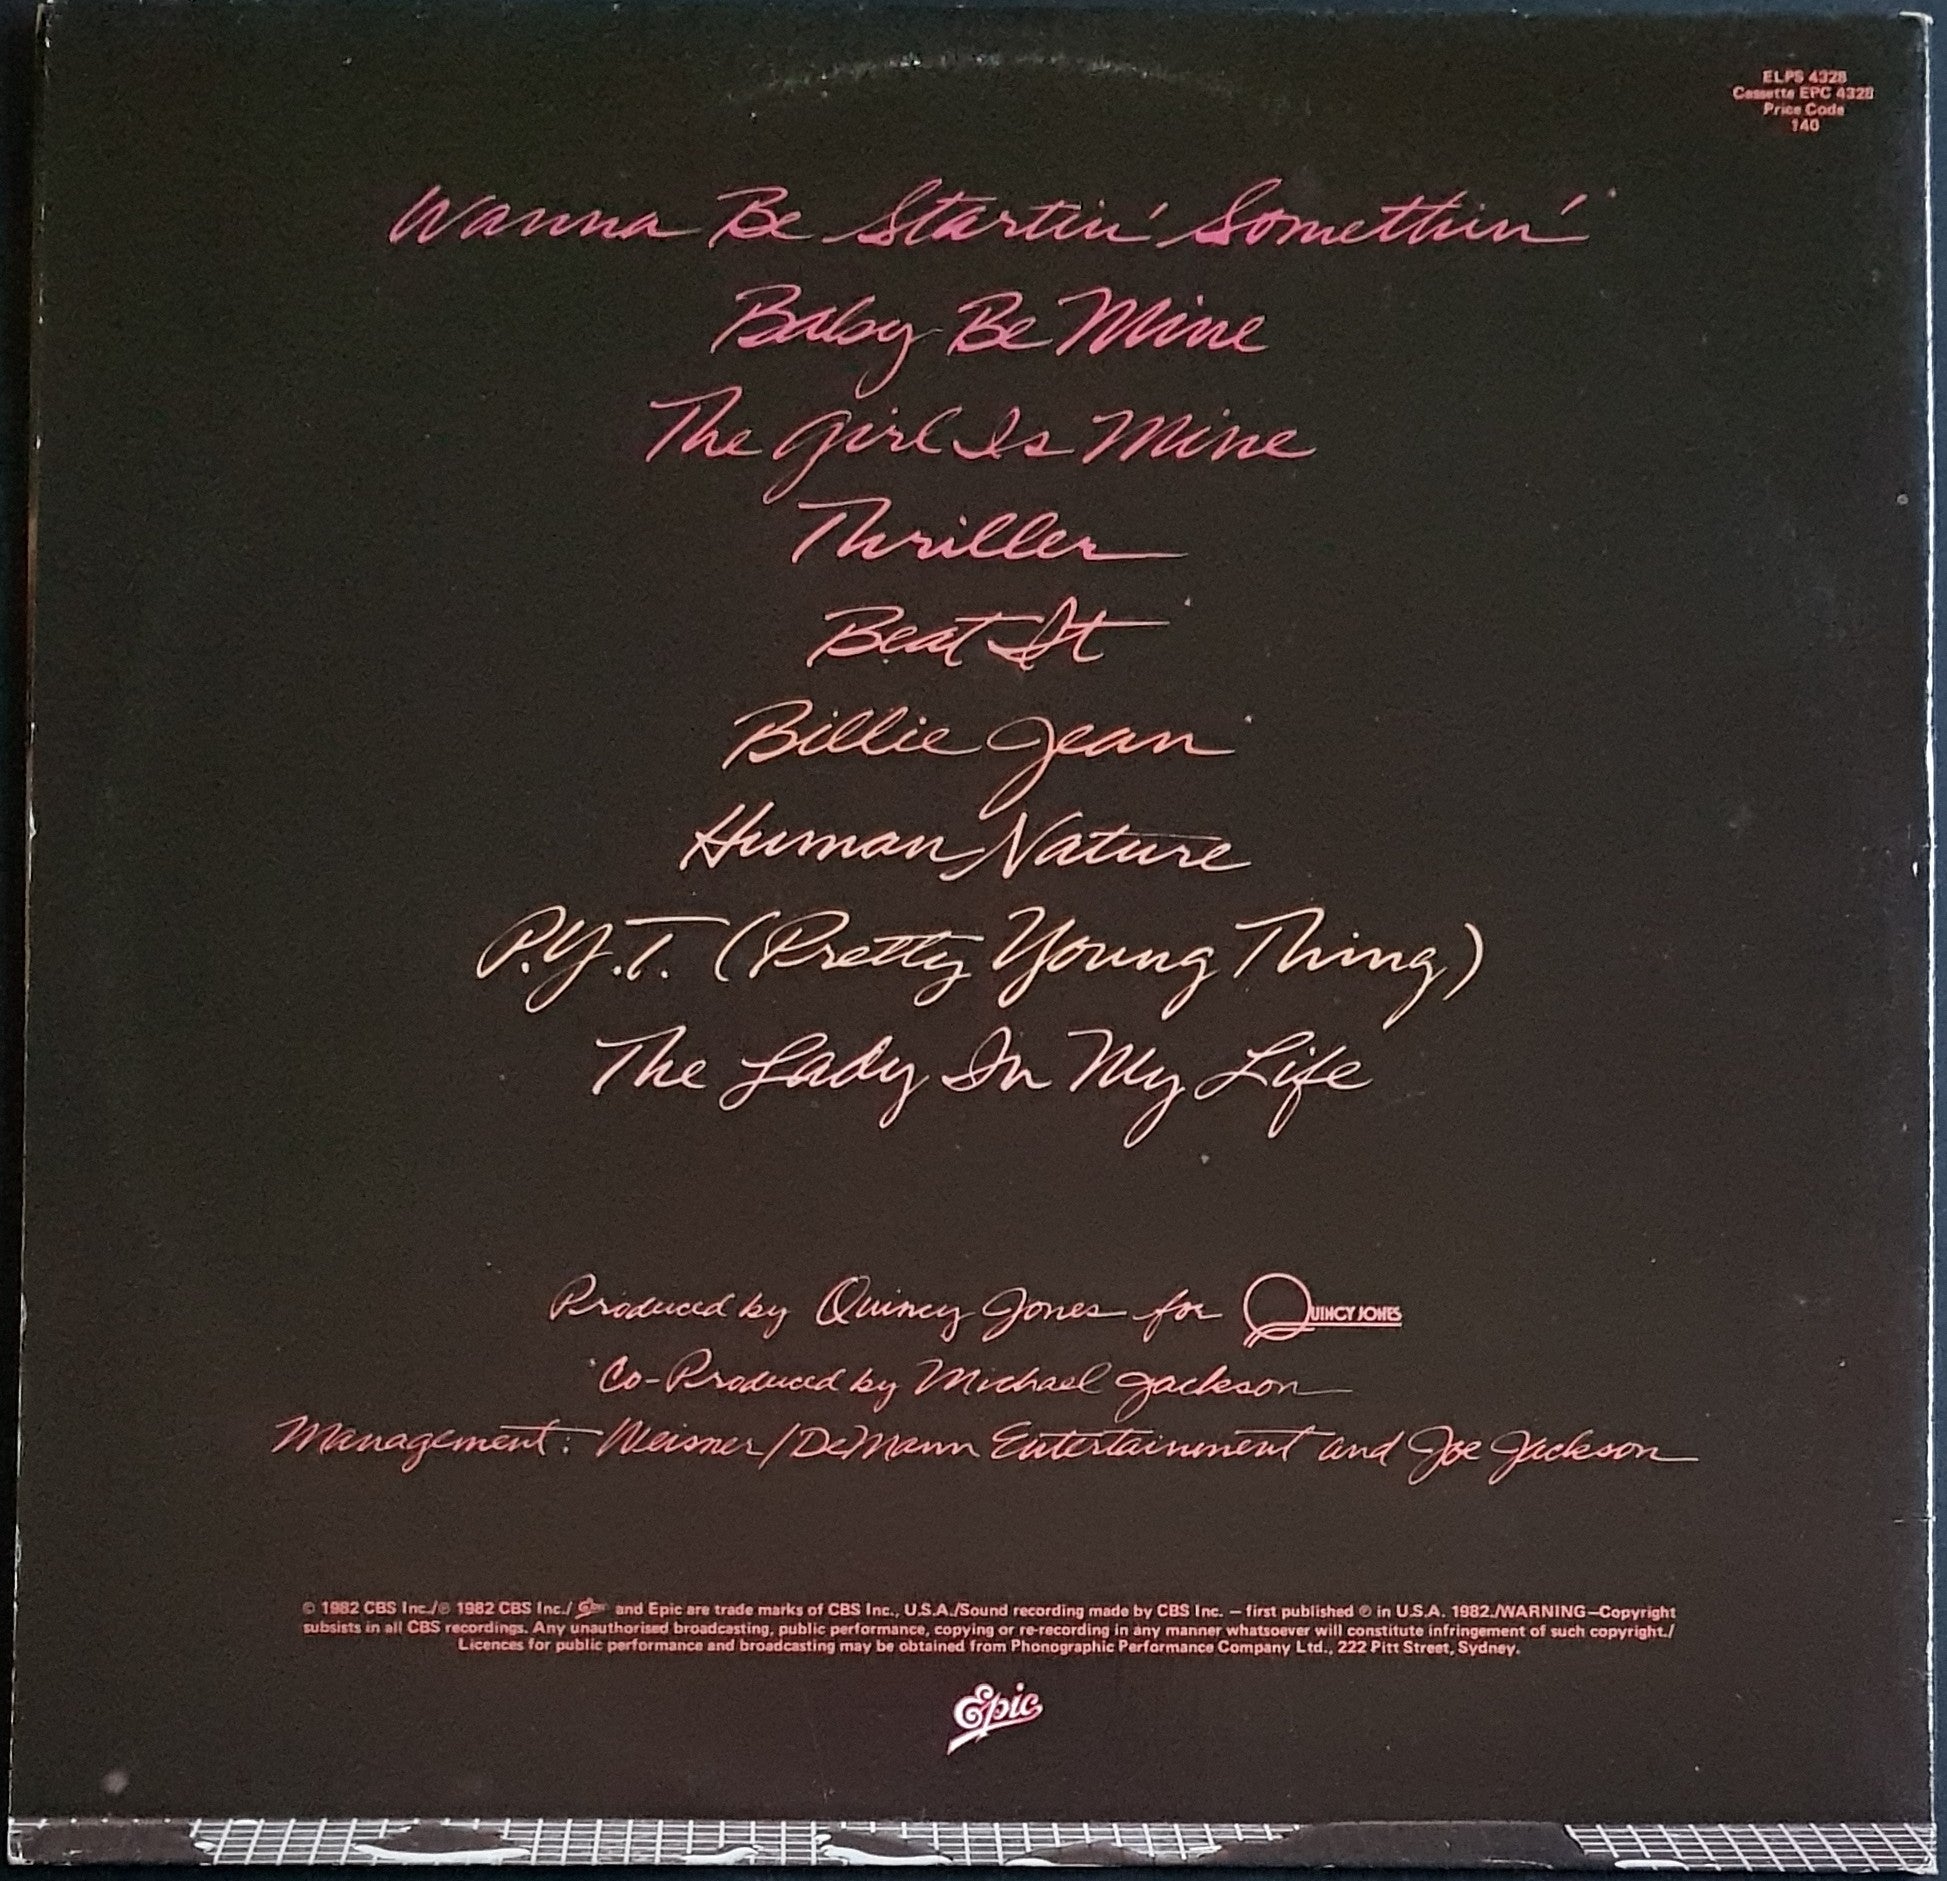 ELPS 4328
Cassette EPC 4328
Price Code
140
Wanna Be Startin' Somethin'
Baby Be Mine
The Girl Is Mine
Thriller
Beat It
Billie Jean
Human Nature
P.Y.T. (Pretty Young Thing)
The Lady In My Life
Produced by Quincy Jones for QUINCY JONES
Co-Produced by Michael Jackson
Management: Weisner/DeMann Entertainment and Joe Jackson
© 1982 CBS Inc./℗ 1982 CBS Inc./ Epic and Epic are trade marks of CBS Inc., U.S.A./Sound recording made by CBS Inc. – first published ℗ in U.S.A. 1982./WARNING–Copyright
subsists in all CBS recordings. Any unauthorised broadcasting, public performance, copying or re-recording in any manner whatsoever will constitute infringement of such copyright./
Licences for public performance and broadcasting may be obtained from Phonographic Performance Company Ltd., 222 Pitt Street, Sydney.
Epic